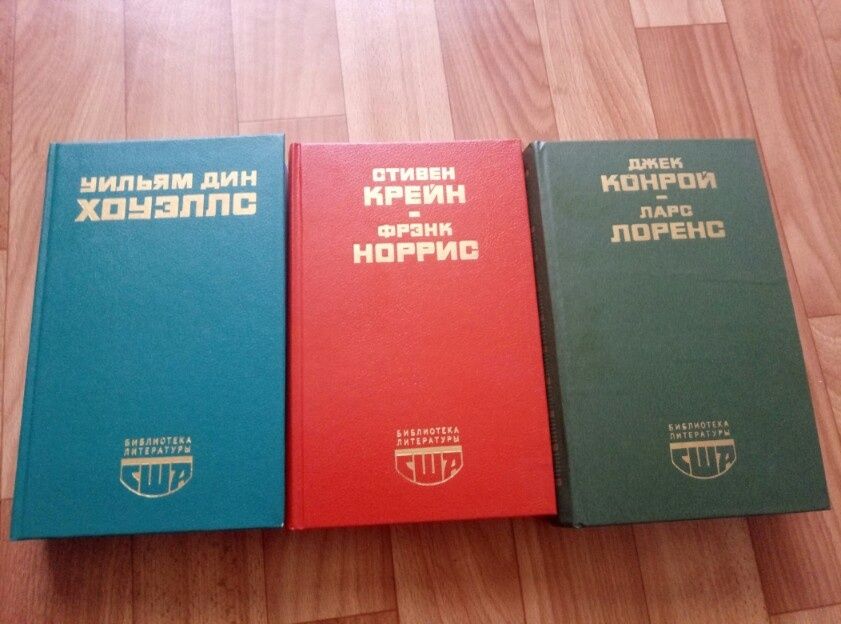 УИЛЬЯМ ДИН
ХОУЭЛЛС
БИБЛИОТЕКА
ЛИТЕРАТУРЫ
США
СТИВЕН
КРЕЙН
-
ФРЭНК
НОРРИС
БИБЛИОТЕКА
ЛИТЕРАТУРЫ
США
ДЖЕК
КОНРОЙ
-
ЛАРС
ЛОРЕНС
БИБЛИОТЕКА
ЛИТЕРАТУРЫ
США